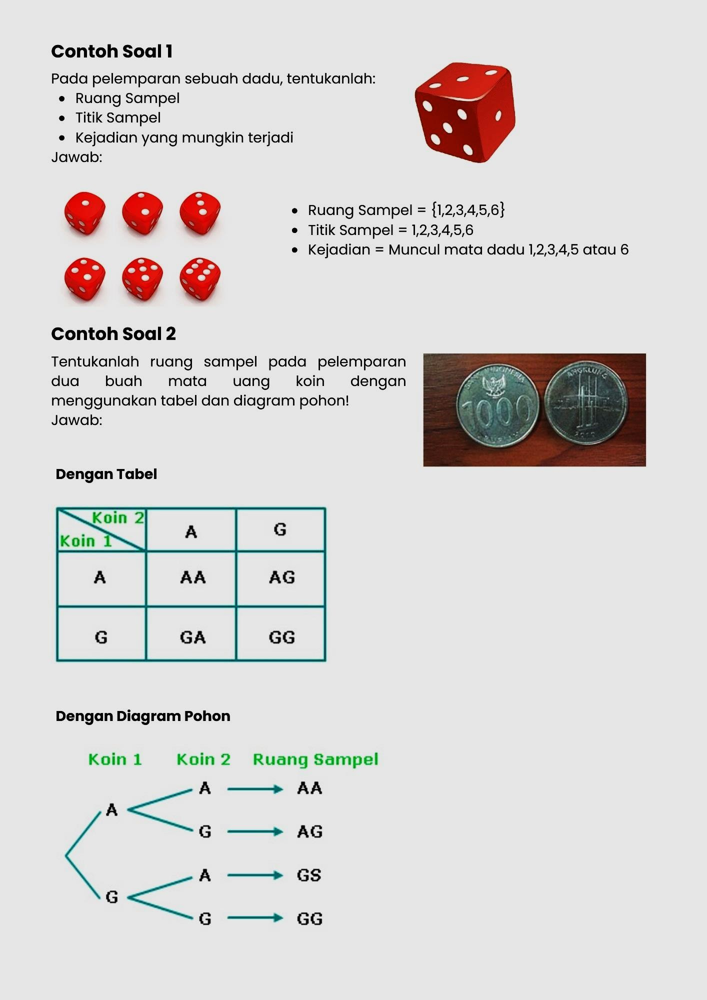 Contoh Soal 1
Pada pelemparan sebuah dadu, tentukanlah:
• Ruang Sampel
• Titik Sampel
• Kejadian yang mungkin terjadi
Jawab:
• Ruang Sampel = {1,2,3,4,5,6}
• Titik Sampel = 1,2,3,4,5,6
• Kejadian = Muncul mata dadu 1,2,3,4,5 atau 6
Contoh Soal 2
Tentukanlah ruang sampel pada pelemparan
dua buah mata uang koin dengan
menggunakan tabel dan diagram pohon!
Jawab:
1000
ANGKLUNG
2010
Dengan Tabel
Koin 2
Koin 1
A G
A AA AG
G GA GG
Dengan Diagram Pohon
Koin 1 Koin 2 Ruang Sampel
A AA
A
G AG
A GS
G
G GG